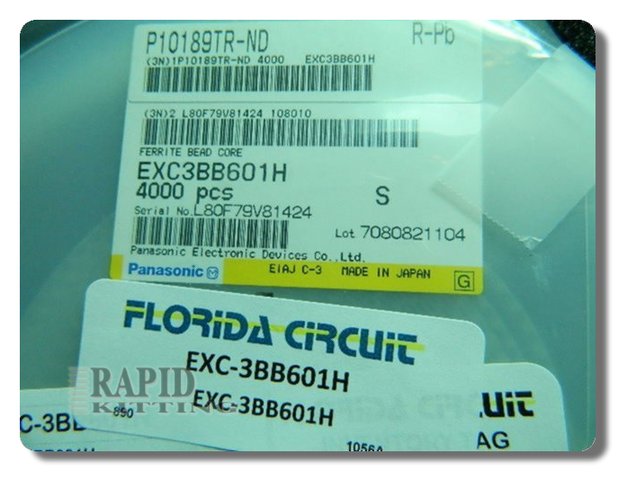 P10189TR-ND R-Pb
(3N)1P10189TR-ND 4000 EXC3BB601H
(3N)2 L80F79V81424 108010
FERRITE BEAD CORE
EXC3BB601H
4000 pcs S
Serial No.L80F79V81424
Lot 7080821104
Panasonic Electronic Devices Co.,Ltd.
Panasonic EIAJ C-3 MADE IN JAPAN G
FLORIDA CIRCUIT
EXC-3BB601H
EXC-3BB601H
890
1056A
RAPID
KITTING
XC-3BB
UIT
AG